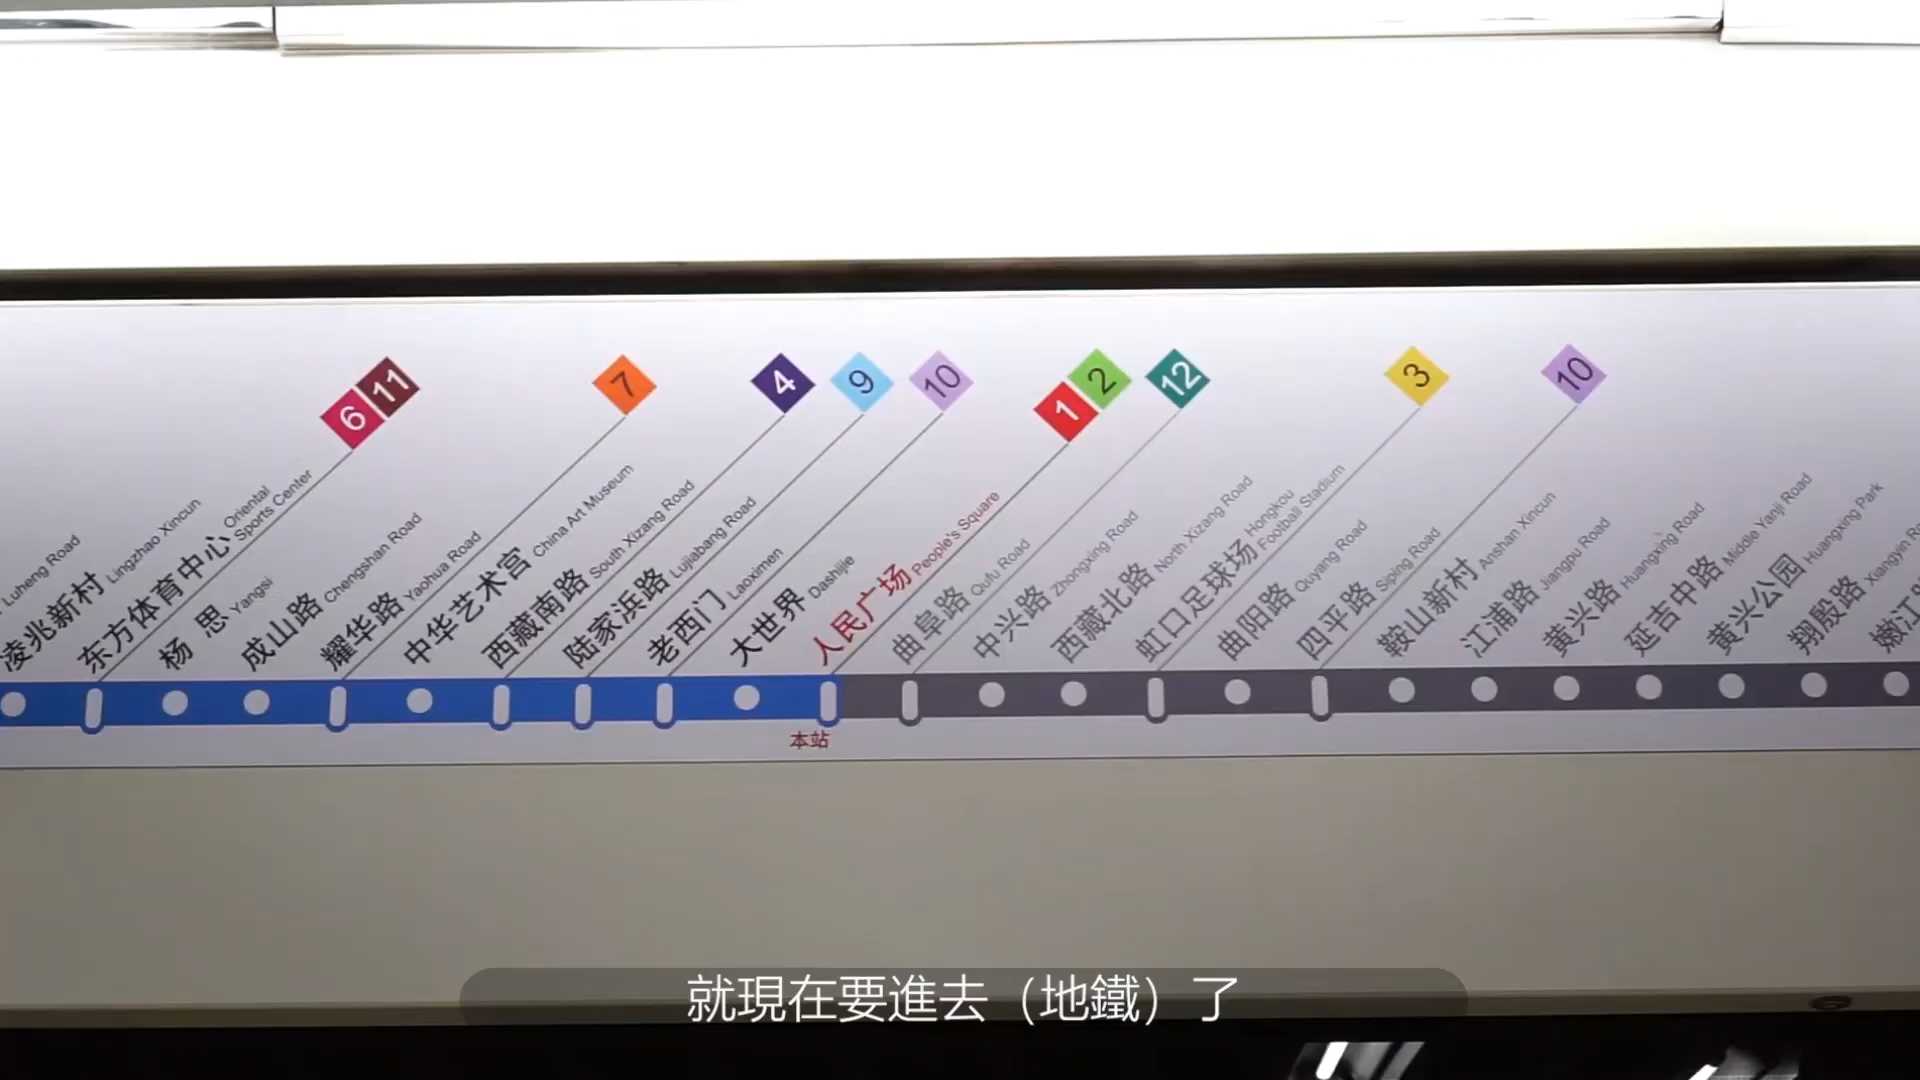 6
11
7
4
9
10
1
2
12
3
10
Luheng Road
凌兆新村 Lingzhao Xincun
东方体育中心 Oriental
Sports Center
杨 思 Yangsi
成山路 Chengshan Road
耀华路 Yaohua Road
中华艺术宫 China Art Museum
西藏南路 South Xizang Road
陆家浜路 Lujiabang Road
老西门 Laoximen
大世界 Dashijie
人民广场 People's Square
曲阜路 Qufu Road
中兴路 Zhongxing Road
西藏北路 North Xizang Road
虹口足球场 Hongkou
Football Stadium
曲阳路 Quyang Road
四平路 Siping Road
鞍山新村 Anshan Xincun
江浦路 Jiangpu Road
黄兴路 Huangxing Road
延吉中路 Middle Yanji Road
黄兴公园 Huangxing Park
翔殷路 Xiangyin
嫩江
本站
就現在要進去（地鐵）了